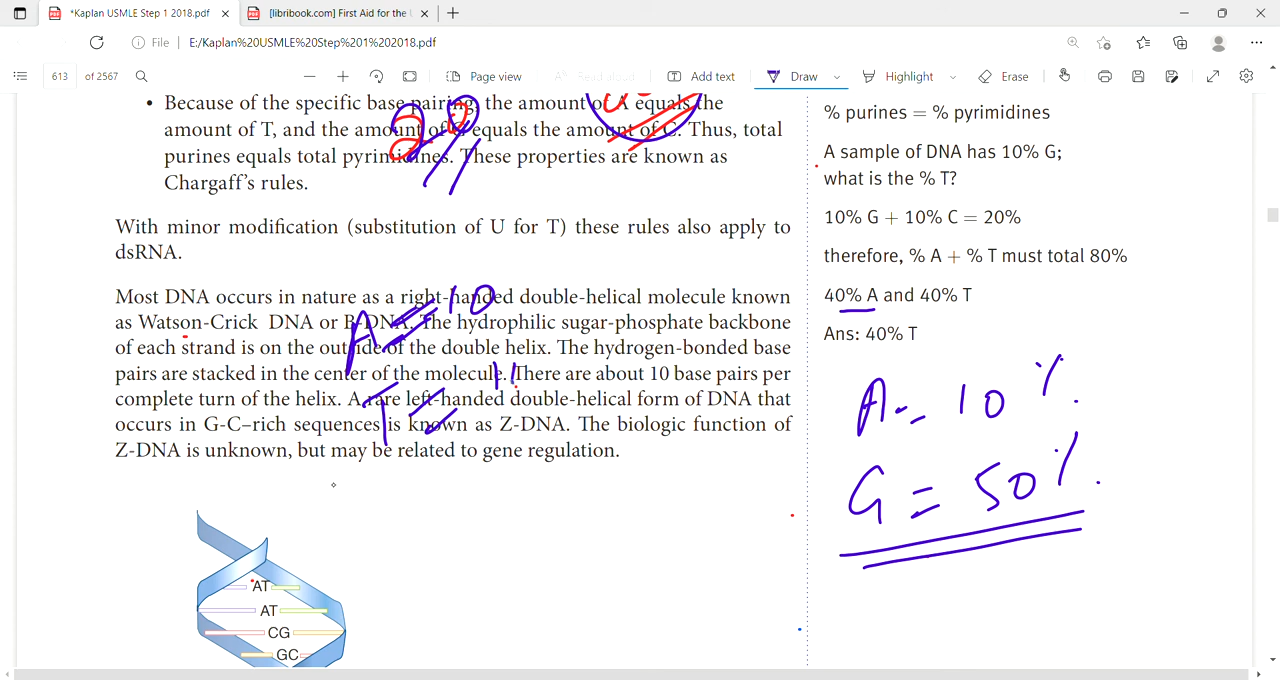 *Kaplan USMLE Step 1 2018.pdf
[libribook.com] First Aid for the
File E:/Kaplan%20USMLE%20Step%201%202018.pdf
613 of 2567 Page view Read aloud Add text Draw Highlight Erase
• Because of the specific base pairing, the amount of A equals the
amount of T, and the amount of G equals the amount of C. Thus, total
purines equals total pyrimidines. These properties are known as
Chargaff's rules.
With minor modification (substitution of U for T) these rules also apply to
dsRNA.
Most DNA occurs in nature as a right-handed double-helical molecule known
as Watson-Crick DNA or B-DNA. The hydrophilic sugar-phosphate backbone
of each strand is on the outside of the double helix. The hydrogen-bonded base
pairs are stacked in the center of the molecule. There are about 10 base pairs per
complete turn of the helix. A rare left-handed double-helical form of DNA that
occurs in G-C–rich sequences is known as Z-DNA. The biologic function of
Z-DNA is unknown, but may be related to gene regulation.
20
A = 10
T =
AT
AT
CG
GC
% purines = % pyrimidines
A sample of DNA has 10% G;
what is the % T?
10% G + 10% C = 20%
therefore, % A + % T must total 80%
40% A and 40% T
Ans: 40% T
A = 10 %.
G = 50 %.